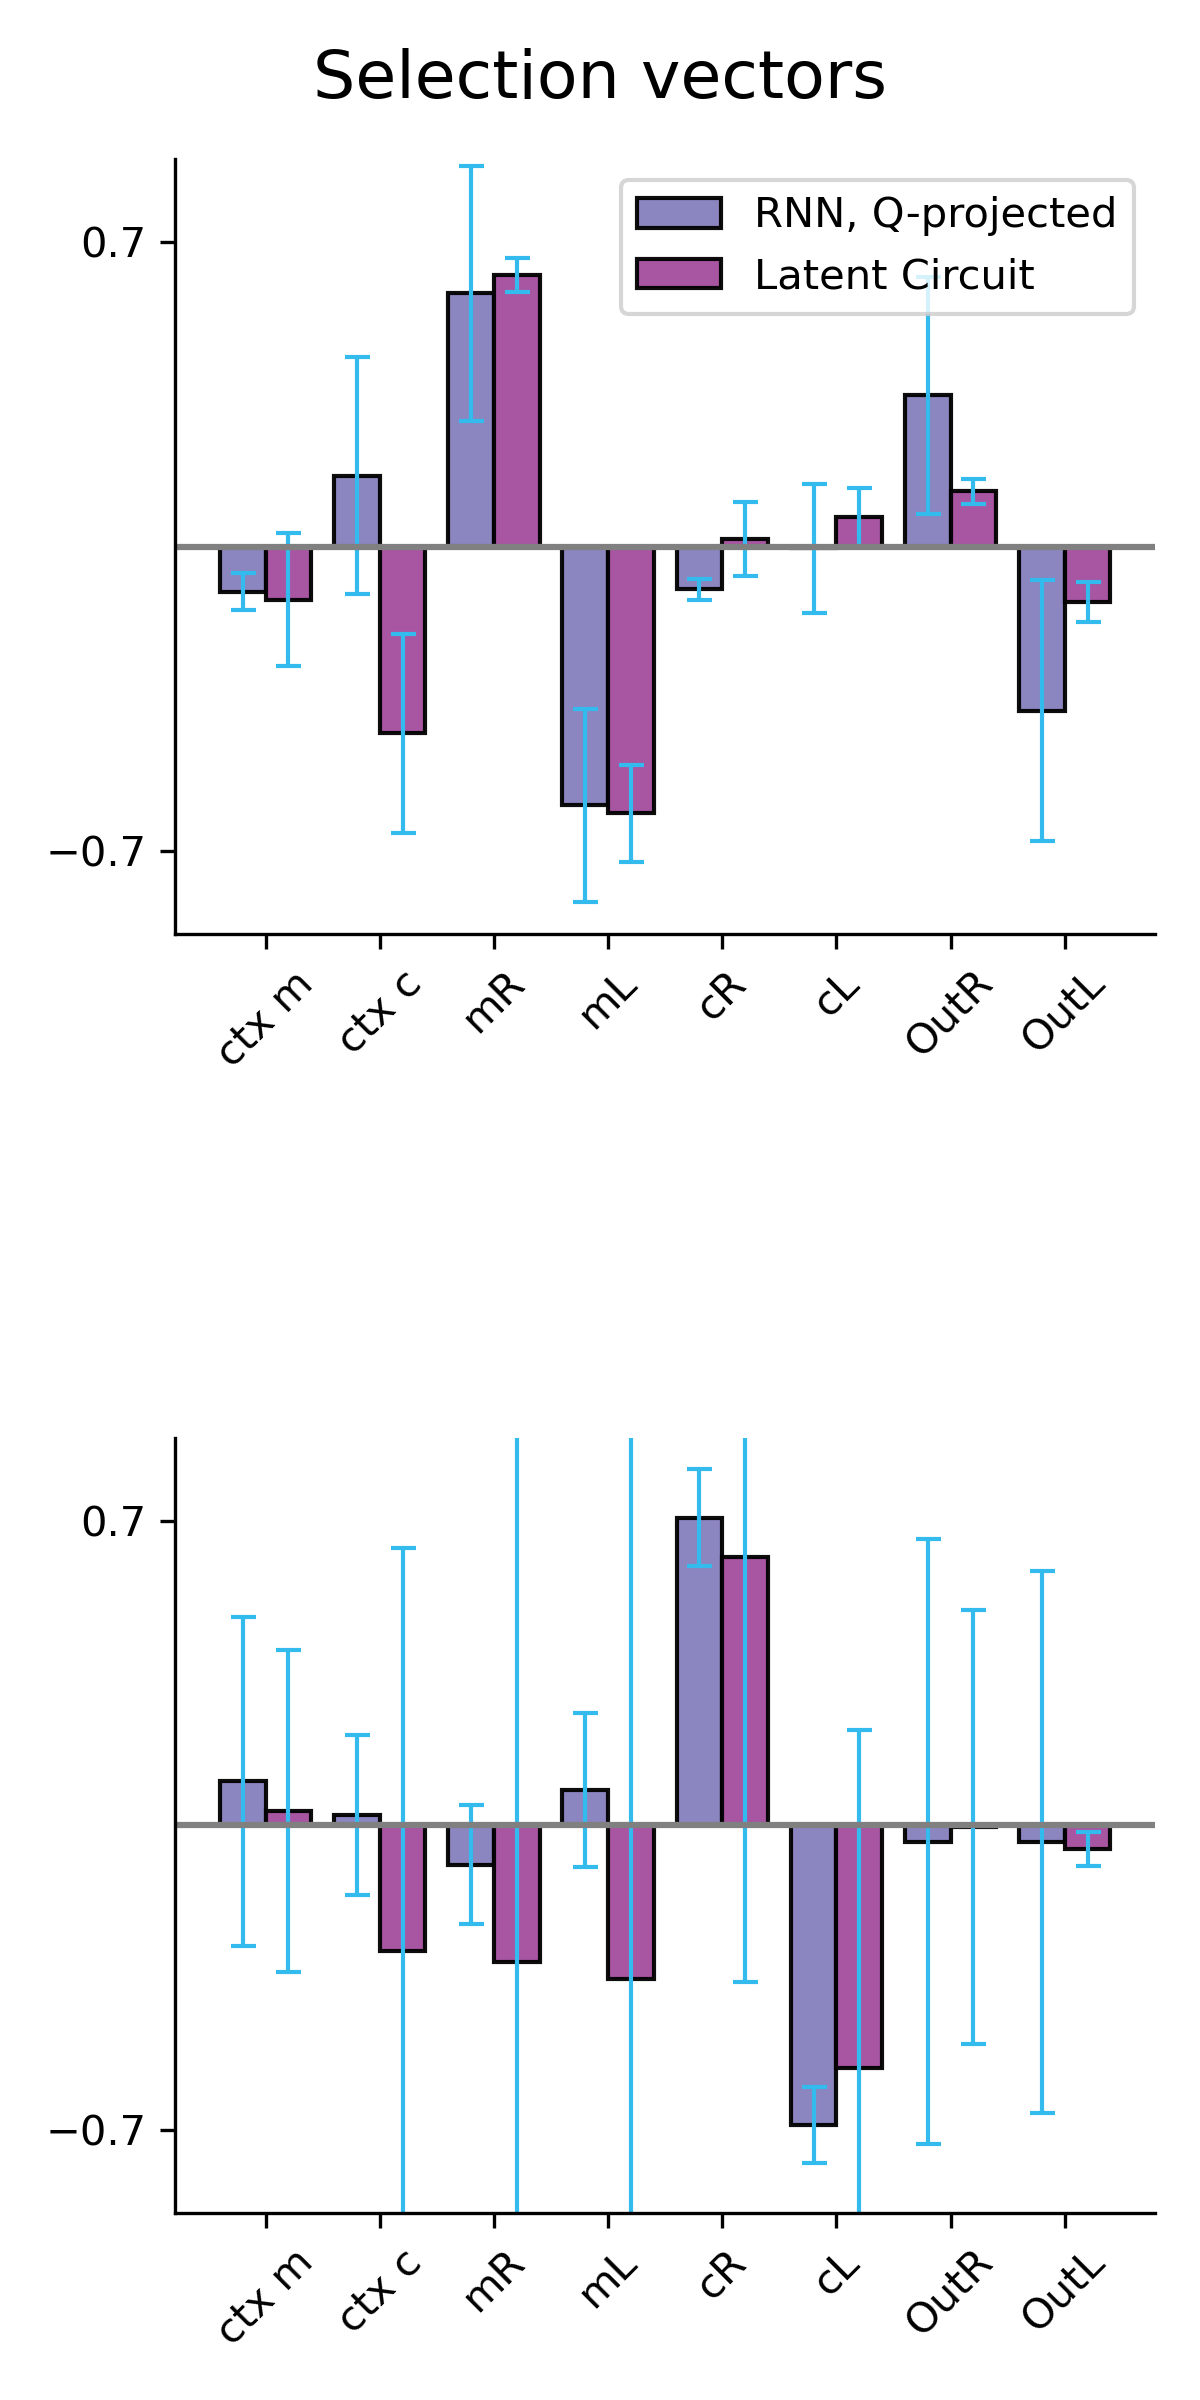 Selection vectors
RNN, Q-projected
Latent Circuit
0.7
−0.7
ctx m
ctx c
mR
mL
cR
cL
OutR
OutL
0.7
−0.7
ctx m
ctx c
mR
mL
cR
cL
OutR
OutL